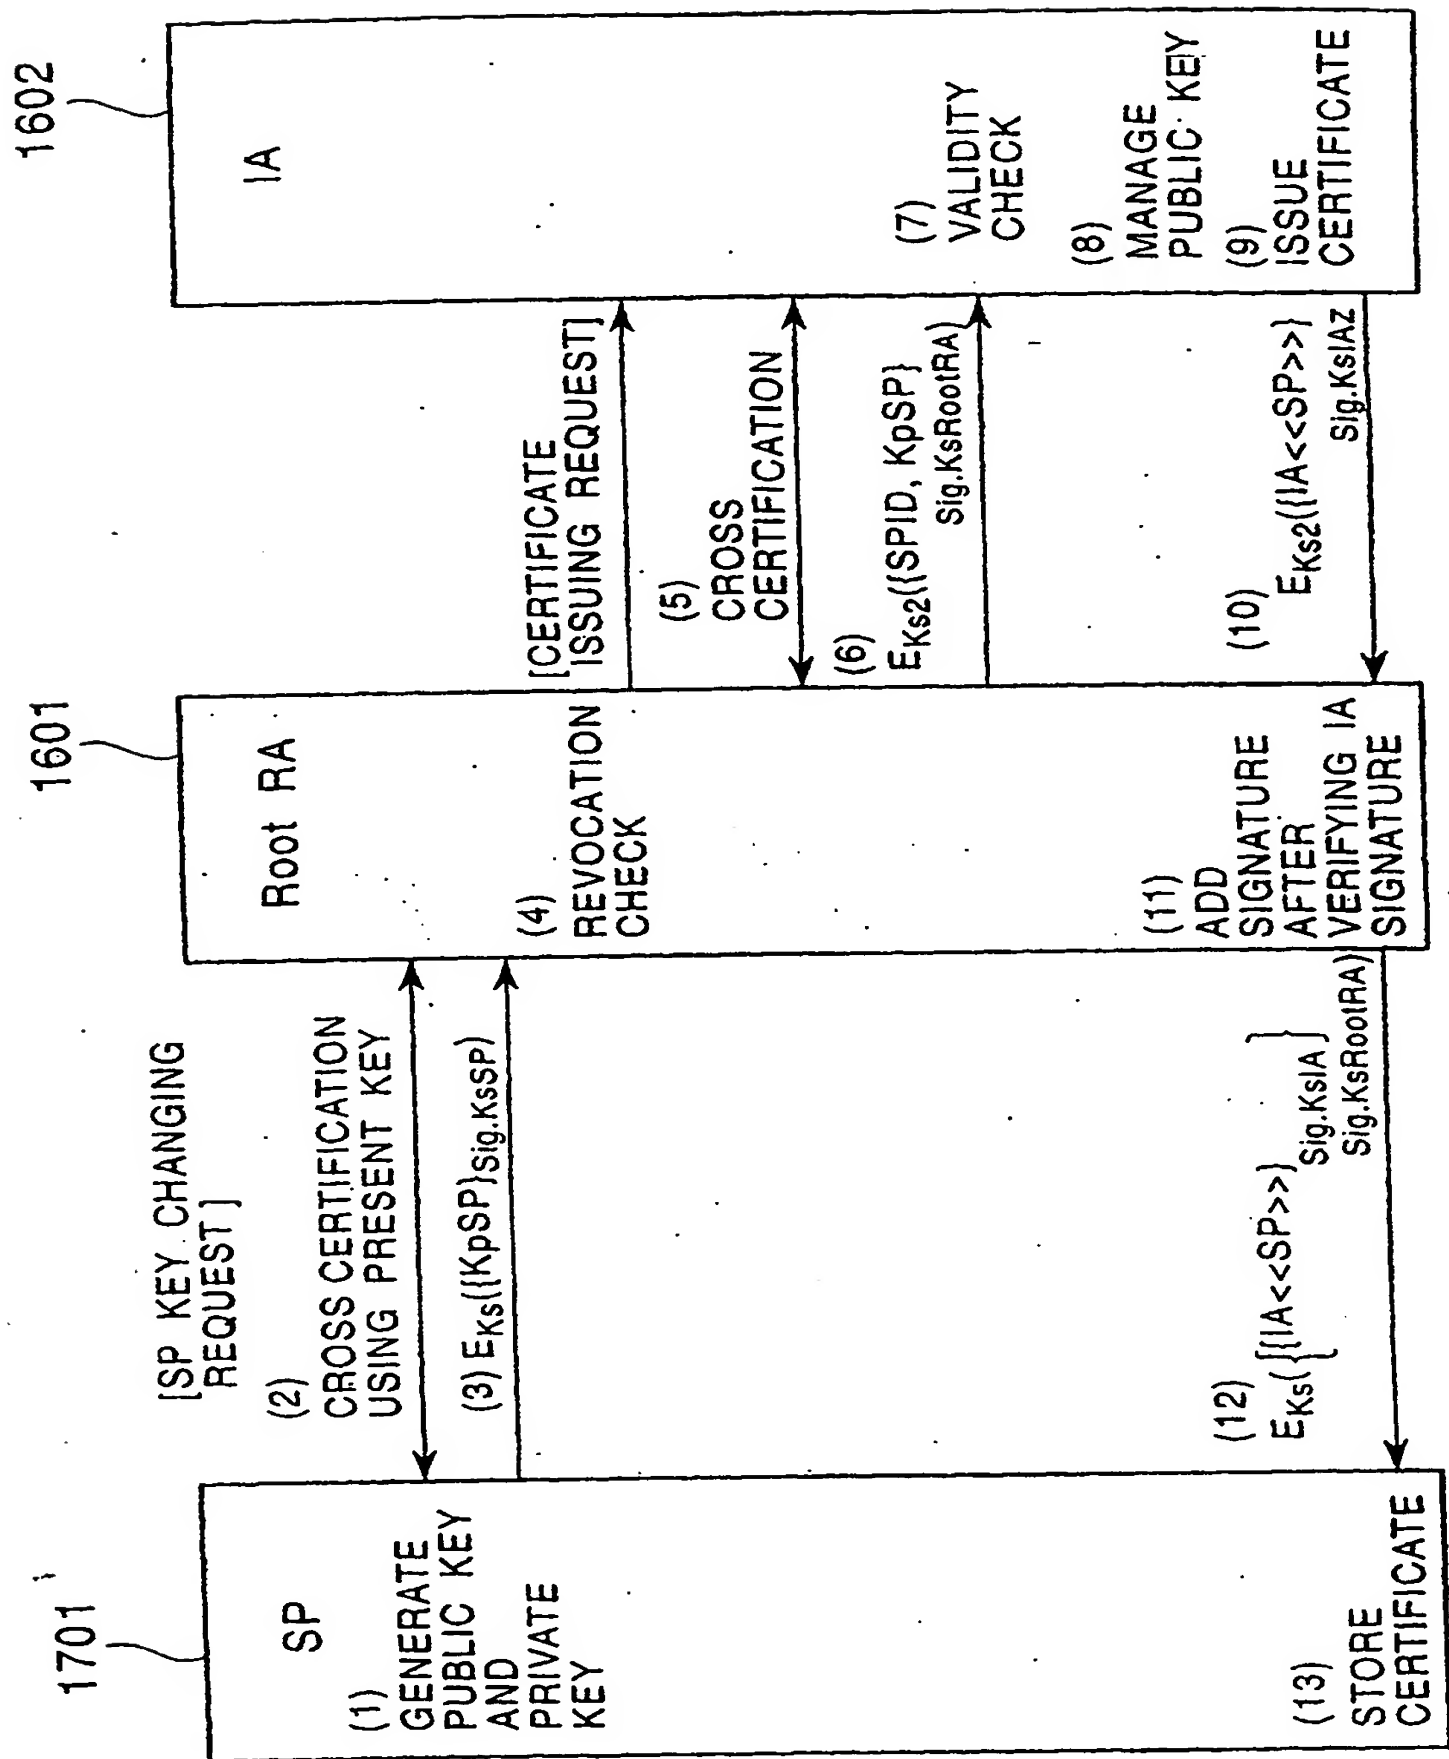 1701
SP
(1)
GENERATE
PUBLIC KEY
AND
PRIVATE
KEY
(13)
STORE
CERTIFICATE
[SP KEY CHANGING
REQUEST]
(2)
CROSS CERTIFICATION
USING PRESENT KEY
(3) EKs({KpSP}Sig.KsSP)
(12)
EKs({{IA<<SP>>}
Sig.KsIA}
Sig.KsRootRA)
1601
Root RA
(4)
REVOCATION
CHECK
(11)
ADD
SIGNATURE
AFTER
VERIFYING IA
SIGNATURE
[CERTIFICATE
ISSUING REQUEST]
(5)
CROSS
CERTIFICATION
(6)
EKs2({SPID, KpSP}
Sig.KsRootRA)
(10)
EKs2({IA<<SP>>}
Sig.KsIAZ
1602
IA
(7)
VALIDITY
CHECK
(8)
MANAGE
PUBLIC KEY
(9)
ISSUE
CERTIFICATE